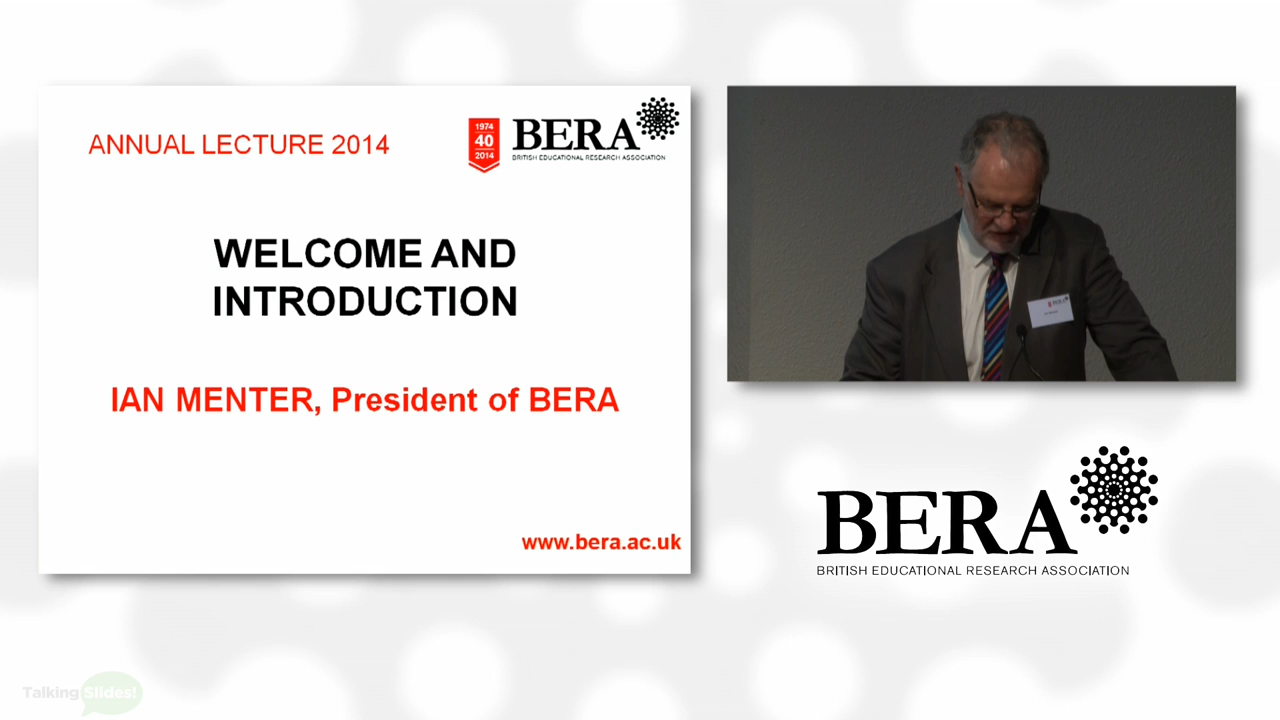 ANNUAL LECTURE 2014
1974
40
2014
BERA
BRITISH EDUCATIONAL RESEARCH ASSOCIATION
WELCOME AND
INTRODUCTION
IAN MENTER, President of BERA
www.bera.ac.uk
BERA
BERA
BRITISH EDUCATIONAL RESEARCH ASSOCIATION
Talking Slides!